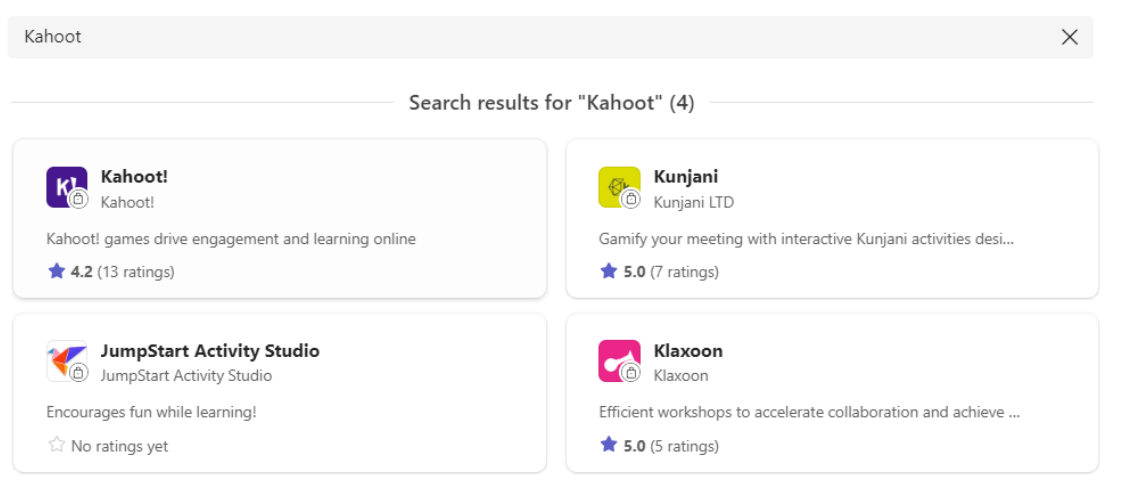 Kahoot
Search results for "Kahoot" (4)
K!
Kahoot!
Kahoot!
Kahoot! games drive engagement and learning online
4.2 (13 ratings)
Kunjani
Kunjani LTD
Gamify your meeting with interactive Kunjani activities desi...
5.0 (7 ratings)
JumpStart Activity Studio
JumpStart Activity Studio
Encourages fun while learning!
No ratings yet
Klaxoon
Klaxoon
Efficient workshops to accelerate collaboration and achieve ...
5.0 (5 ratings)